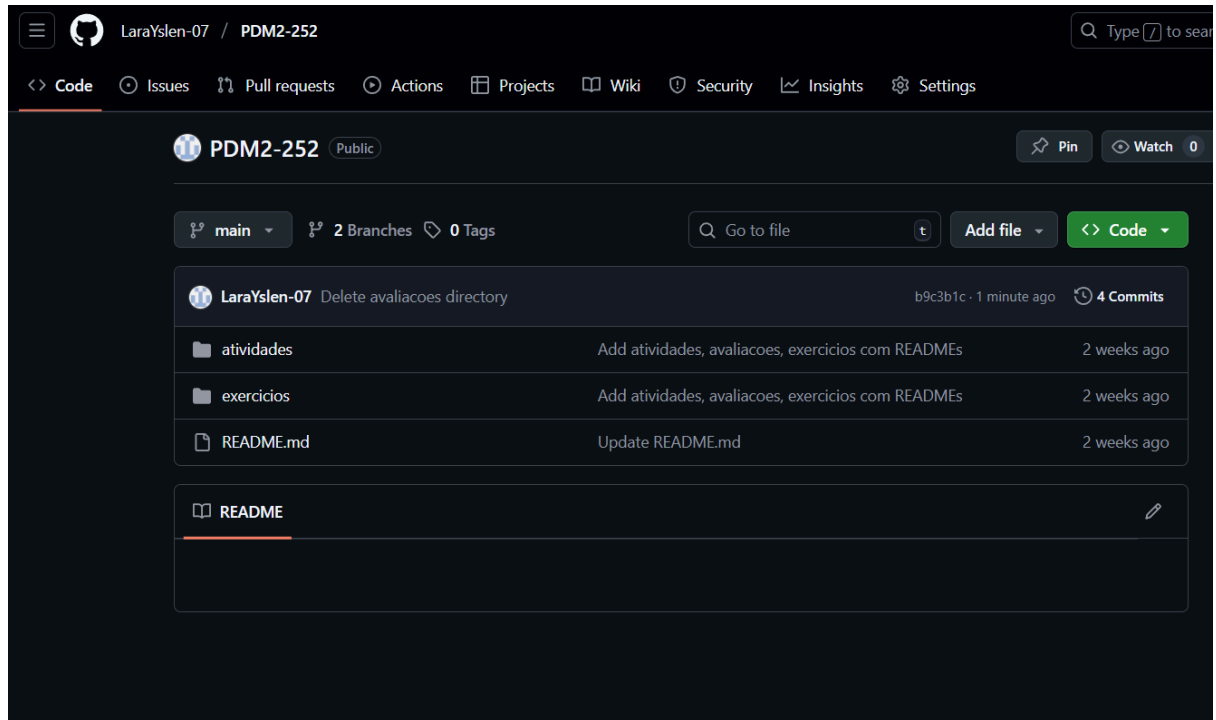 LaraYslen-07 / PDM2-252
Type / to sear
Code Issues Pull requests Actions Projects Wiki Security Insights Settings
PDM2-252 Public Pin Watch 0
main 2 Branches 0 Tags Go to file t Add file Code
LaraYslen-07 Delete avaliacoes directory b9c3b1c · 1 minute ago 4 Commits
atividades Add atividades, avaliacoes, exercicios com READMEs 2 weeks ago
exercicios Add atividades, avaliacoes, exercicios com READMEs 2 weeks ago
README.md Update README.md 2 weeks ago
README